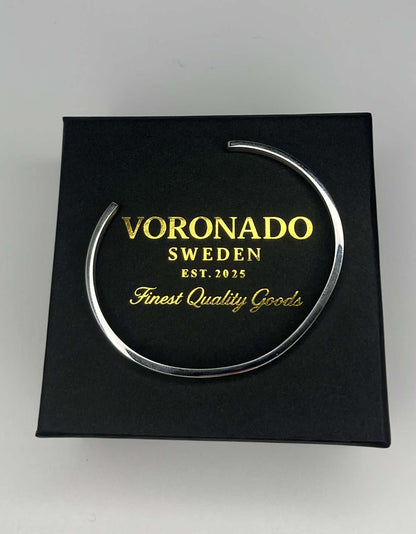 VORONADO
SWEDEN
EST. 2025
Finest Quality Goods